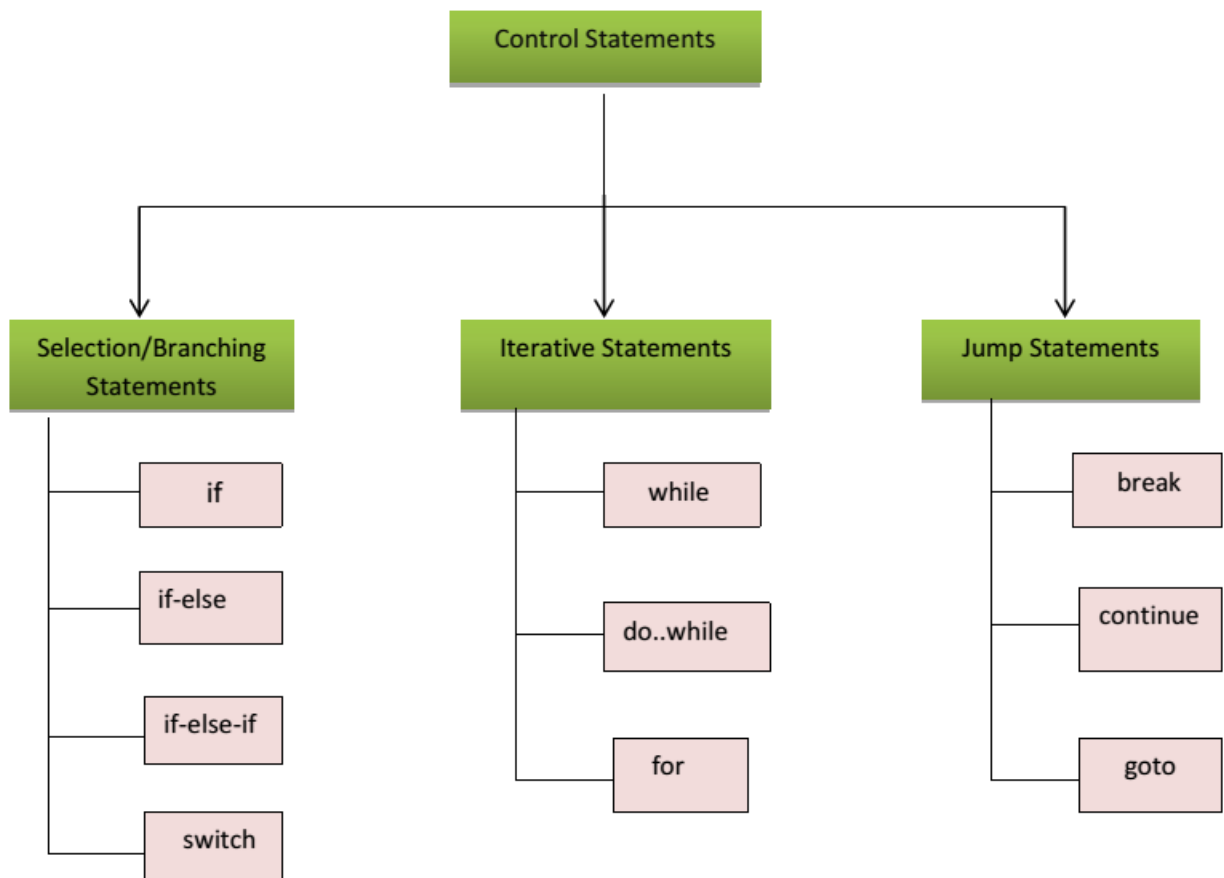 Control Statements
Selection/Branching
Statements
Iterative Statements
Jump Statements
if
if-else
if-else-if
switch
while
do..while
for
break
continue
goto